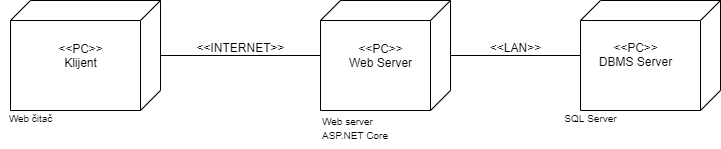 <<PC>>
Klijent
<<INTERNET>>
<<PC>>
Web Server
<<LAN>>
<<PC>>
DBMS Server
Web čitač
Web server
ASP.NET Core
SQL Server